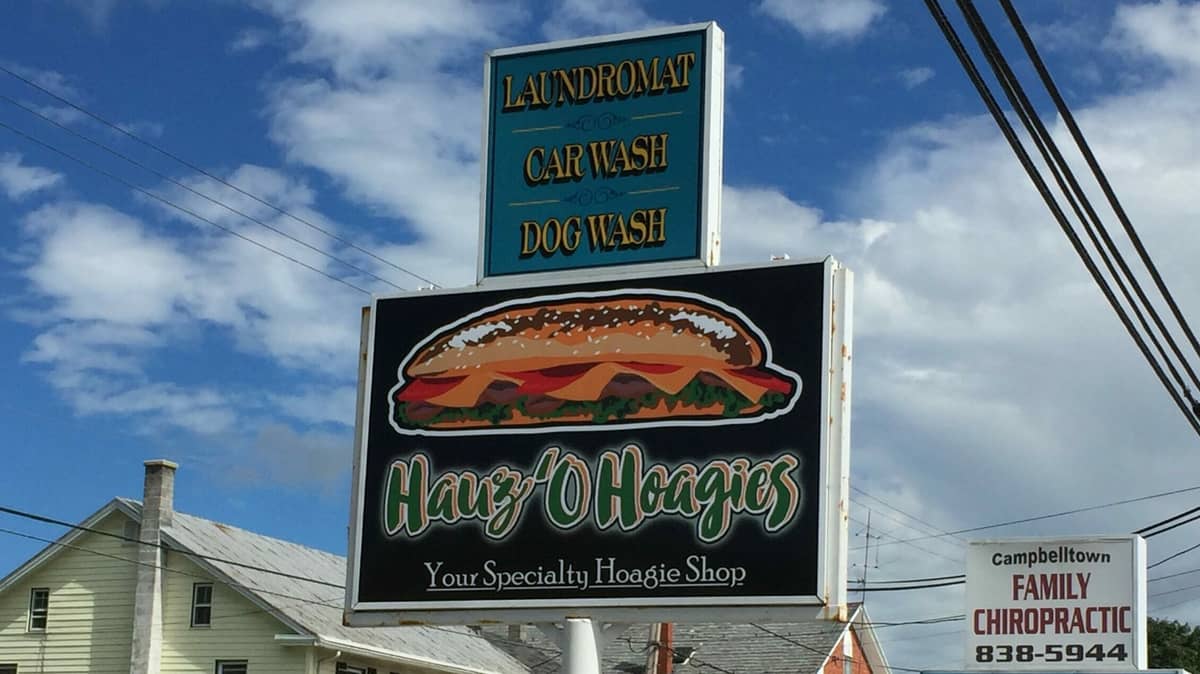 LAUNDROMAT
CAR WASH
DOG WASH
Hauz 'O Hoagies
Your Specialty Hoagie Shop
Campbelltown
FAMILY
CHIROPRACTIC
838-5944